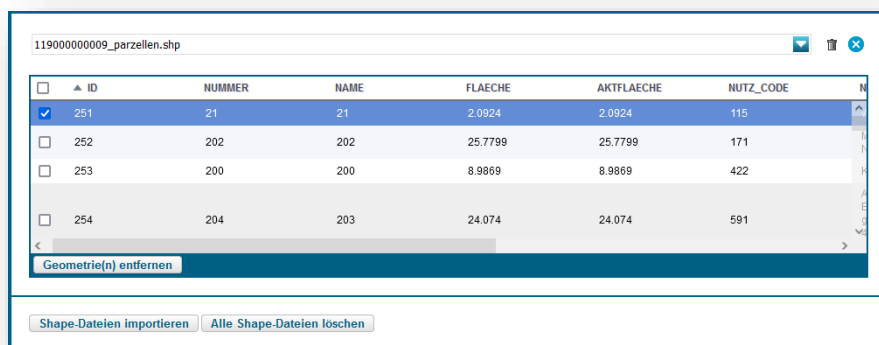 119000000009_parzellen.shp
ID NUMMER NAME FLAECHE AKTFLAECHE NUTZ_CODE
251 21 21 2.0924 2.0924 115
252 202 202 25.7799 25.7799 171
253 200 200 8.9869 8.9869 422
254 204 203 24.074 24.074 591
Geometrie(n) entfernen
Shape-Dateien importieren Alle Shape-Dateien löschen